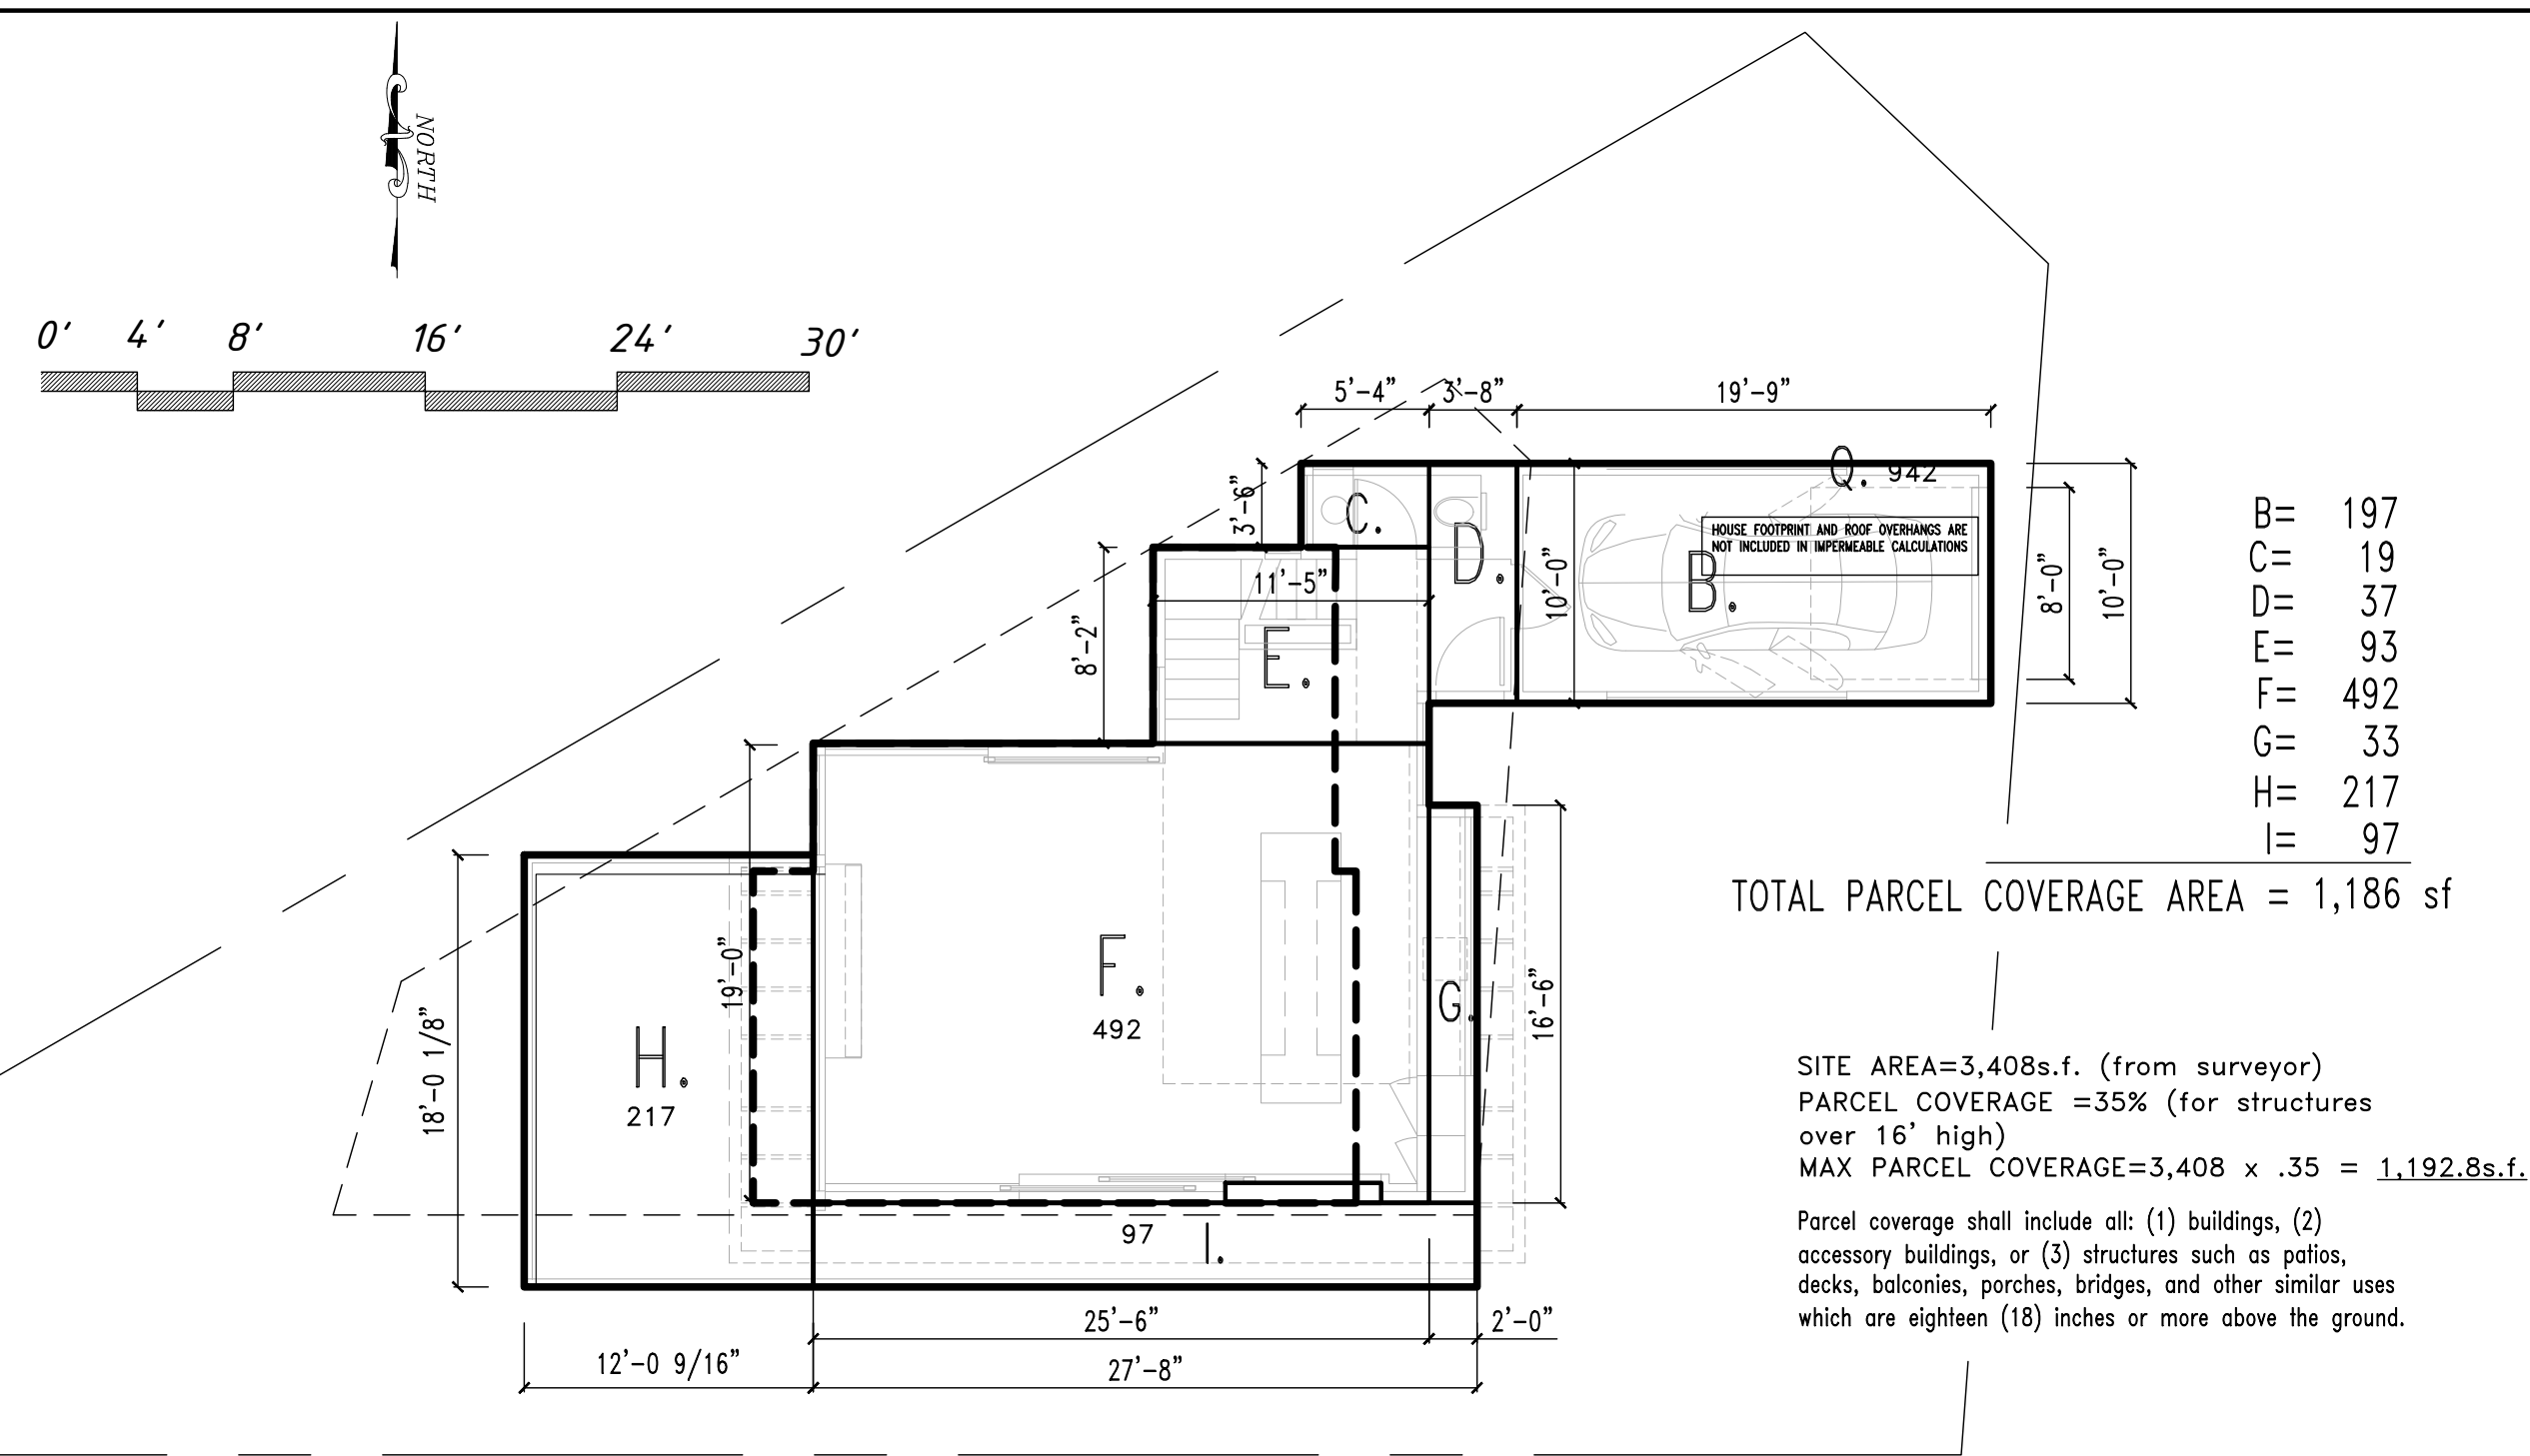 NORTH
0' 4' 8' 16' 24' 30'
5'-4" 3'-8" 19'-9"
3'-6"
C.
D.
Q. 942
HOUSE FOOTPRINT AND ROOF OVERHANGS ARE
NOT INCLUDED IN IMPERMEABLE CALCULATIONS
B.
10'-0"
8'-0"
10'-0"
11'-5"
8'-2"
E.
B= 197
C= 19
D= 37
E= 93
F= 492
G= 33
H= 217
I= 97
TOTAL PARCEL COVERAGE AREA = 1,186 sf
19'-0"
F.
492
G.
16'-6"
18'-0 1/8"
H.
217
97 I.
25'-6" 2'-0"
12'-0 9/16" 27'-8"
SITE AREA=3,408s.f. (from surveyor)
PARCEL COVERAGE =35% (for structures
over 16' high)
MAX PARCEL COVERAGE=3,408 x .35 = 1,192.8s.f.
Parcel coverage shall include all: (1) buildings, (2)
accessory buildings, or (3) structures such as patios,
decks, balconies, porches, bridges, and other similar uses
which are eighteen (18) inches or more above the ground.